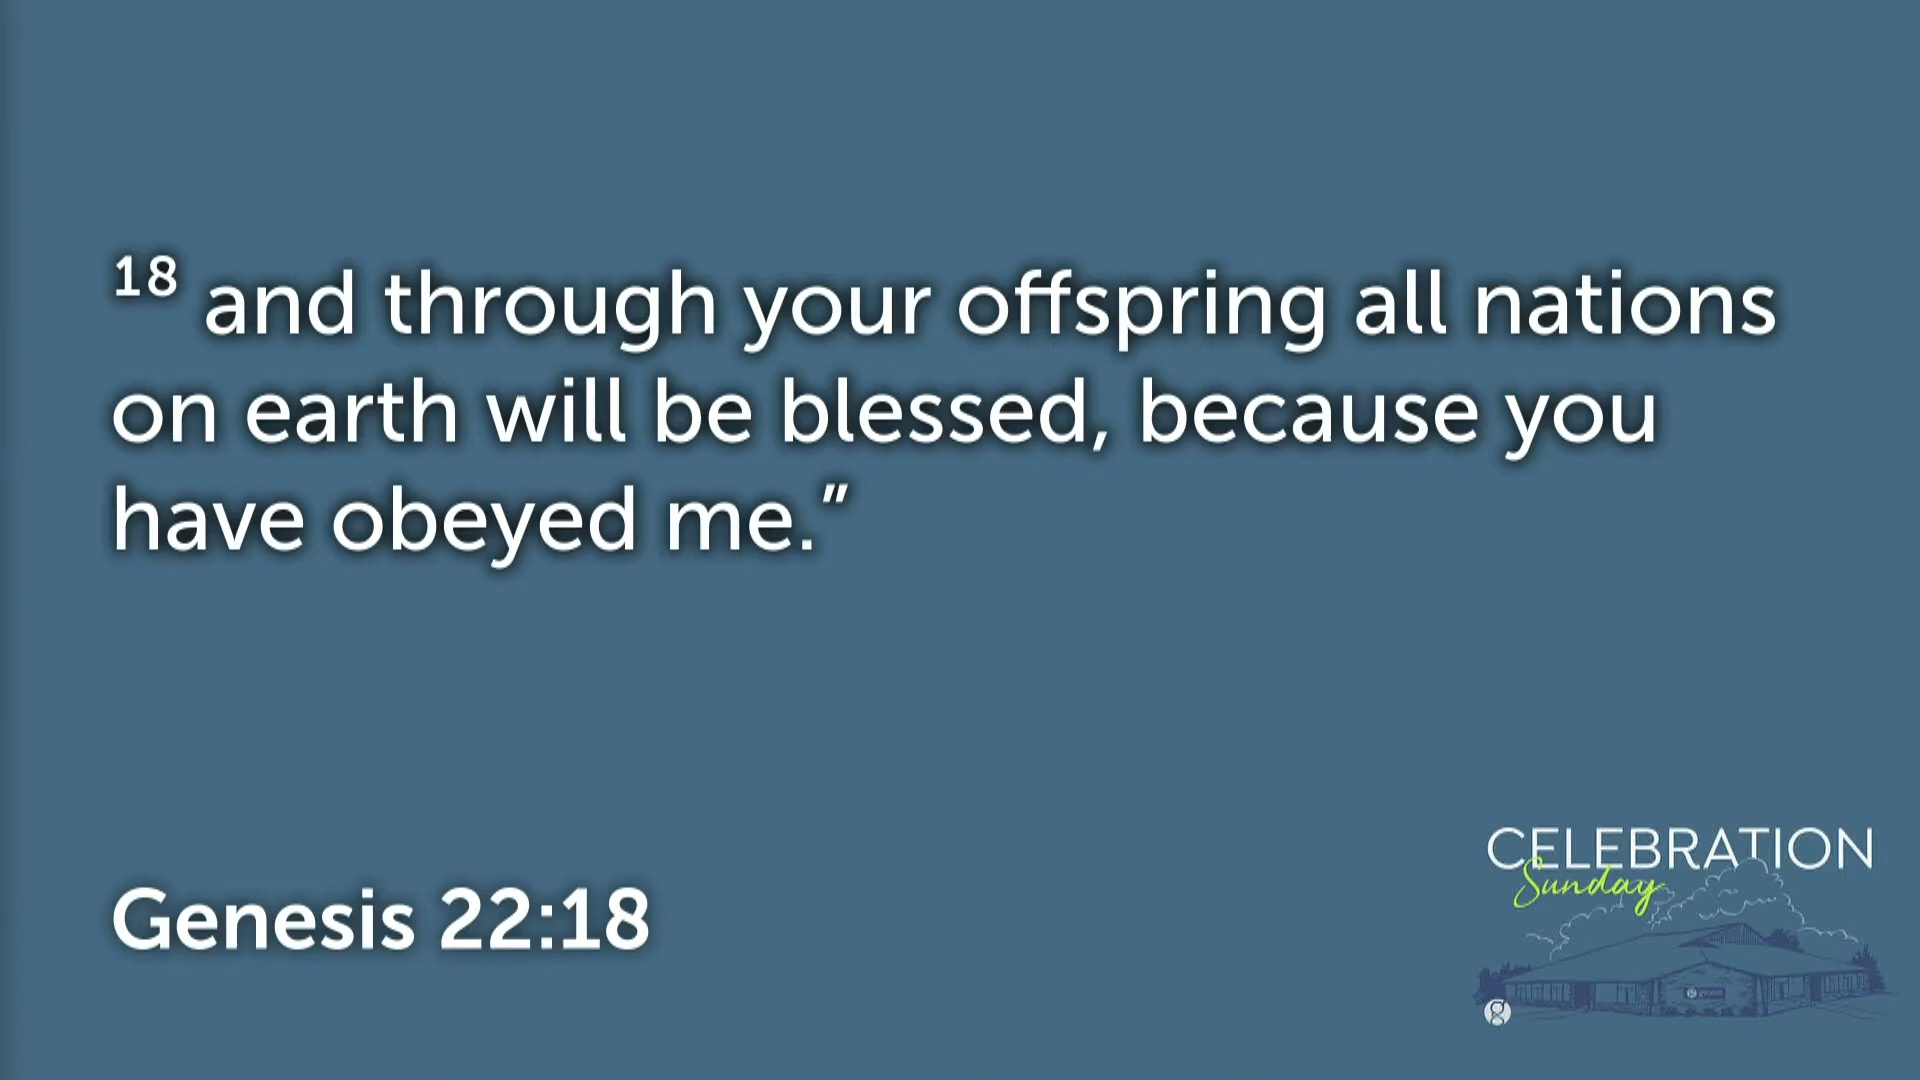 18 and through your offspring all nations
on earth will be blessed, because you
have obeyed me.”
Genesis 22:18
CELEBRATION
Sunday